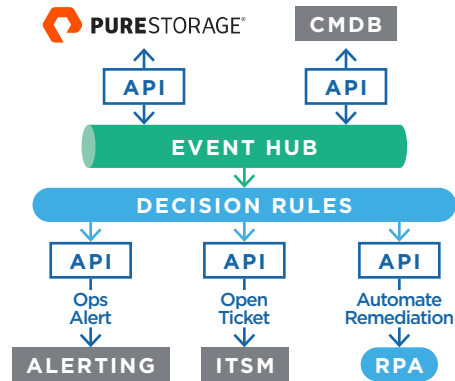 PURESTORAGE®
CMDB
API
API
EVENT HUB
DECISION RULES
API
API
API
Ops
Alert
Open
Ticket
Automate
Remediation
ALERTING
ITSM
RPA